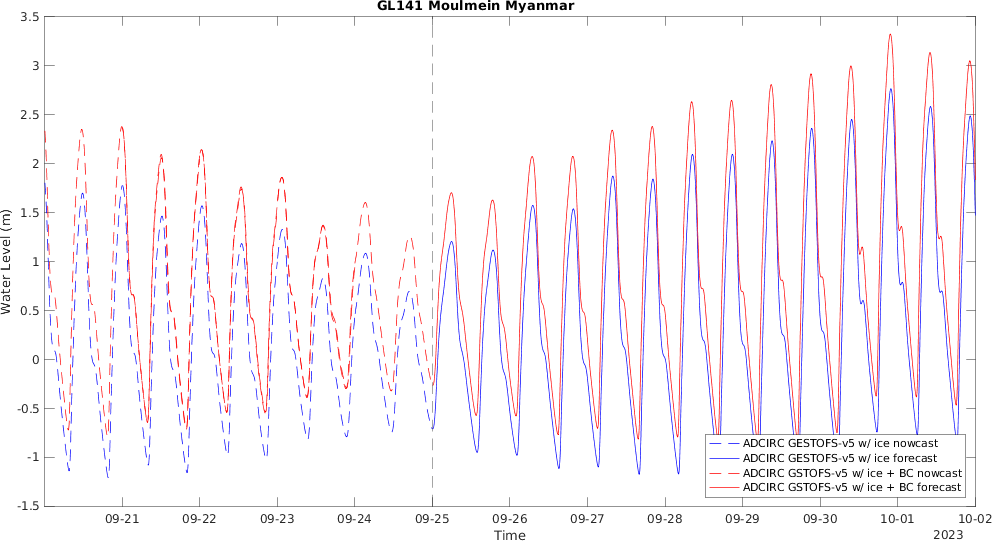 GL141 Moulmein Myanmar
3.5
3
2.5
2
1.5
1
0.5
0
-0.5
-1
-1.5
Water Level (m)
ADCIRC GESTOFS-v5 w/ ice nowcast
ADCIRC GESTOFS-v5 w/ ice forecast
ADCIRC GSTOFS-v5 w/ ice + BC nowcast
ADCIRC GSTOFS-v5 w/ ice + BC forecast
09-21 09-22 09-23 09-24 09-25 09-26 09-27 09-28 09-29 09-30 10-01 10-02
Time
2023